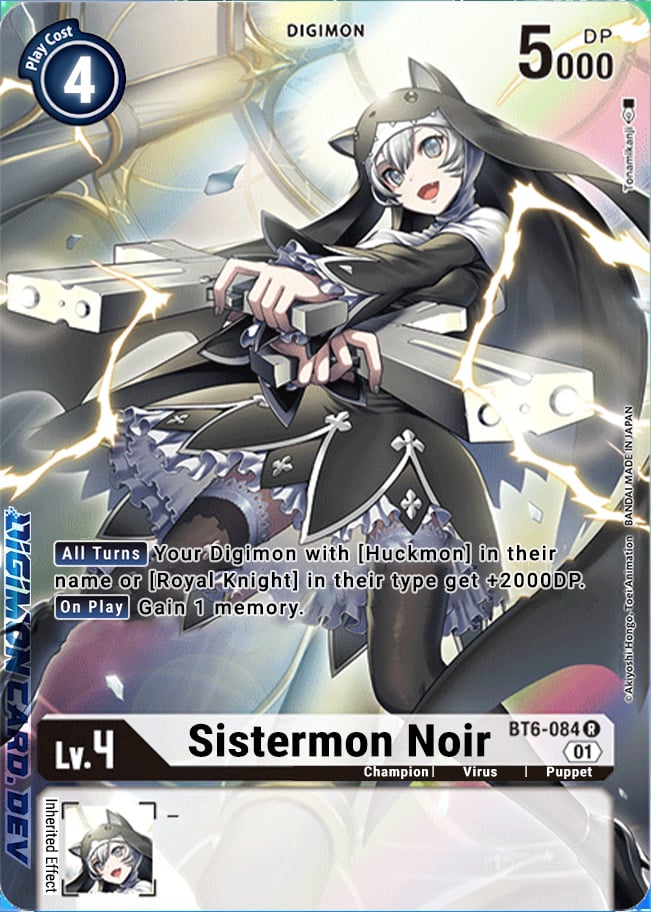 Play Cost
4
DIGIMON
DP
5000
Tonamikanji
All Turns Your Digimon with [Huckmon] in their
name or [Royal Knight] in their type get +2000DP.
On Play Gain 1 memory.
©Akiyoshi Hongo, Toei Animation BANDAI MADE IN JAPAN
DIGIMON CARD.DEV
Lv.4
Sistermon Noir
BT6-084 R
01
Champion | Virus | Puppet
Inherited Effect
-